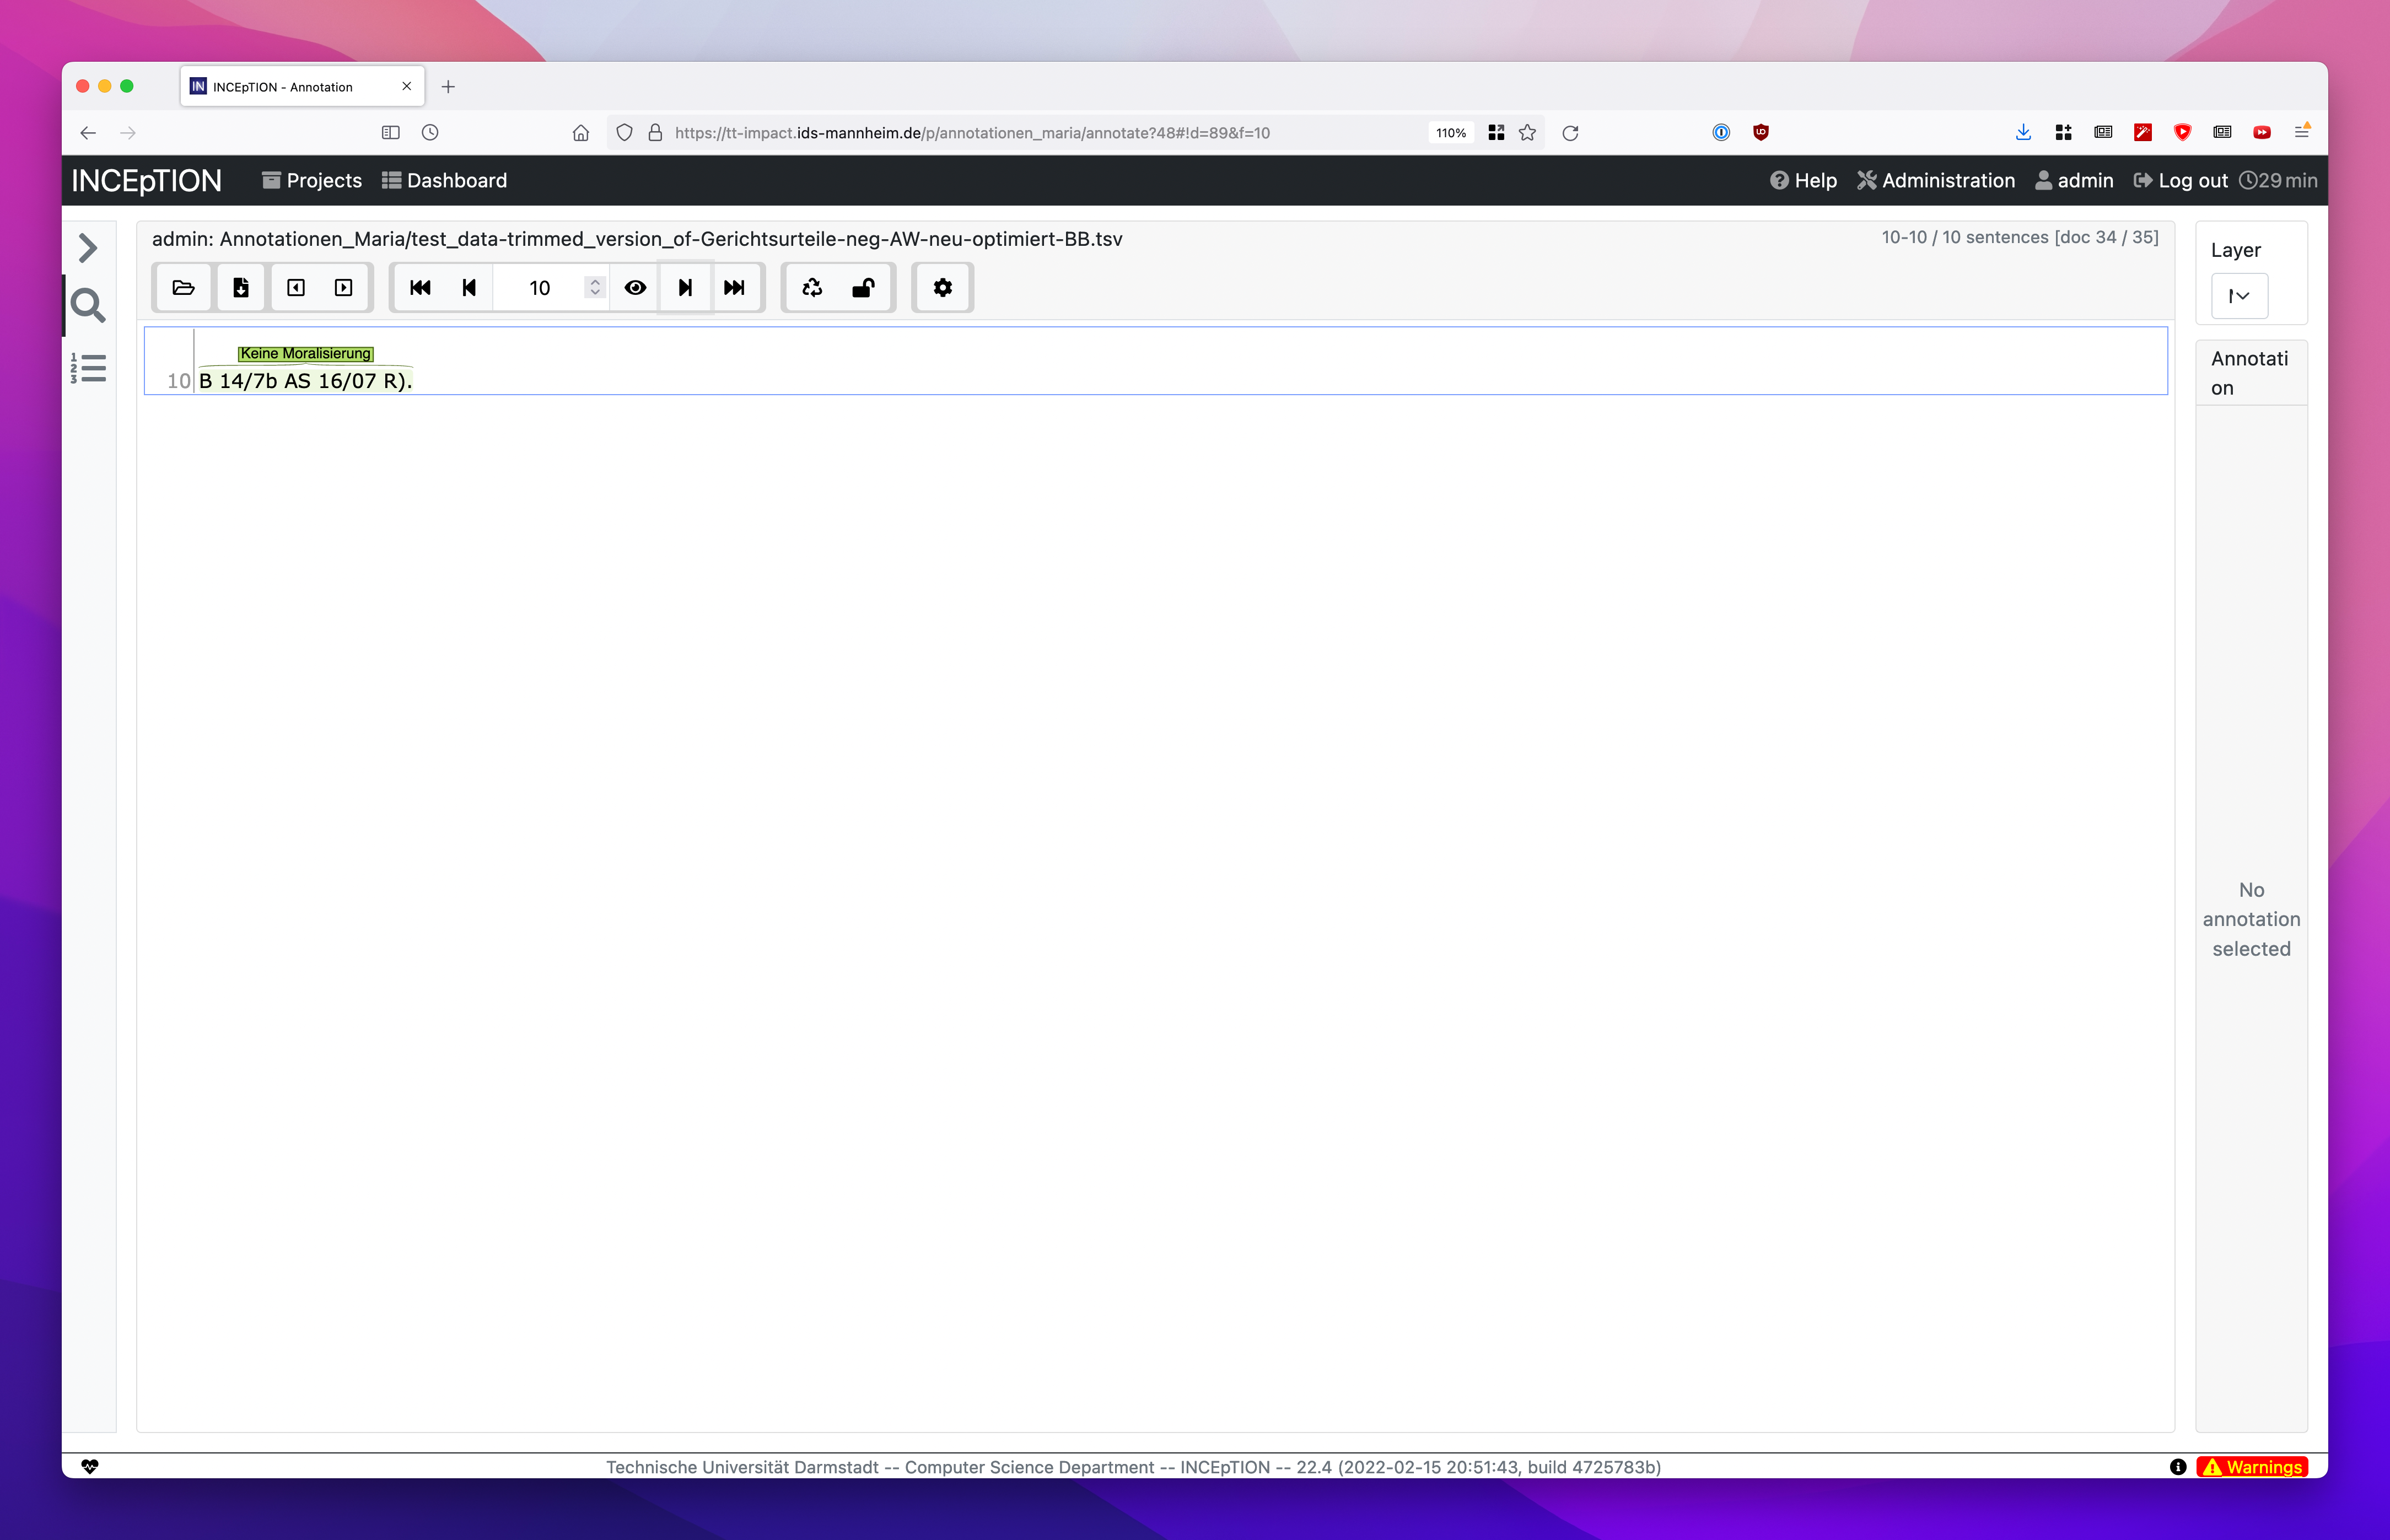 IN INCEpTION - Annotation
https://tt-impact.ids-mannheim.de/p/annotationen_maria/annotate?48#!d=89&f=10 110%
INCEpTION Projects Dashboard Help Administration admin Log out 29 min
admin: Annotationen_Maria/test_data-trimmed_version_of-Gerichtsurteile-neg-AW-neu-optimiert-BB.tsv
10-10 / 10 sentences [doc 34 / 35]
10
Keine Moralisierung
10 B 14/7b AS 16/07 R).
Layer
Annotati
on
No
annotation
selected
Technische Universität Darmstadt -- Computer Science Department -- INCEpTION -- 22.4 (2022-02-15 20:51:43, build 4725783b)
Warnings